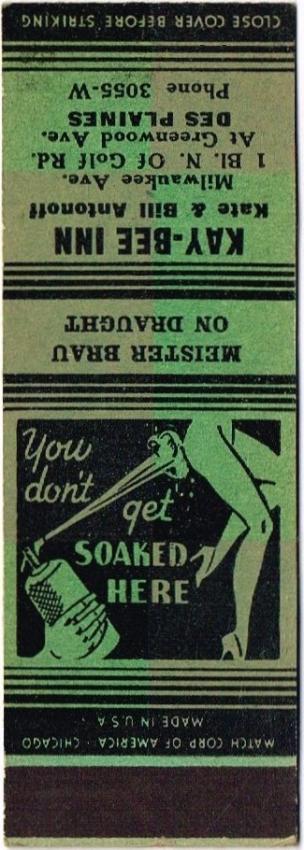 CLOSE COVER BEFORE STRIKING
KAY-BEE INN
Kate & Bill Antonoff
Milwaukee Ave.
1 Bl. N. Of Golf Rd.
At Greenwood Ave.
DES PLAINES
Phone 3055-W
MEISTER BRAU
ON DRAUGHT
You
don't
get
SOAKED
HERE
MATCH CORP OF AMERICA · CHICAGO
MADE IN U.S.A.